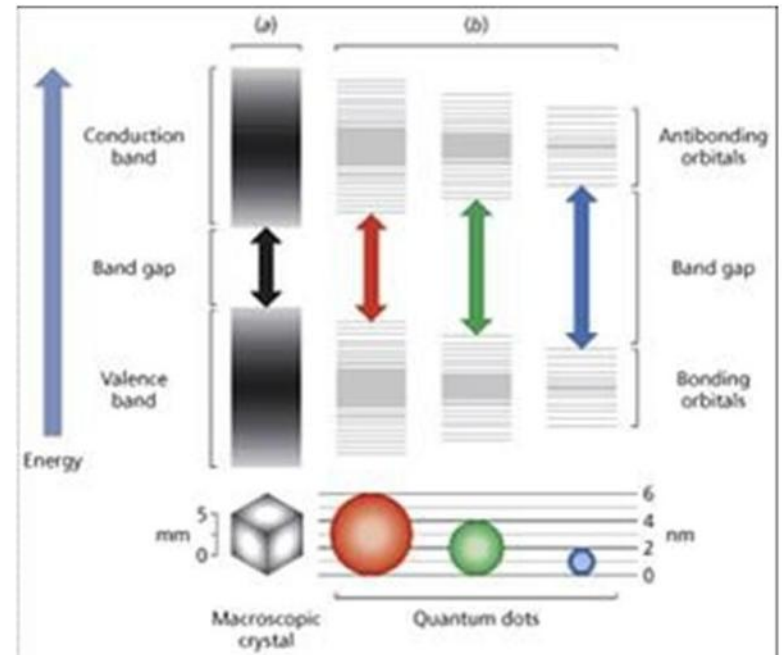 (a)
(b)
Conduction
band
Antibonding
orbitals
Band gap
Band gap
Valence
band
Bonding
orbitals
Energy
5
mm
0
6
4
nm
2
0
Macroscopic
crystal
Quantum dots